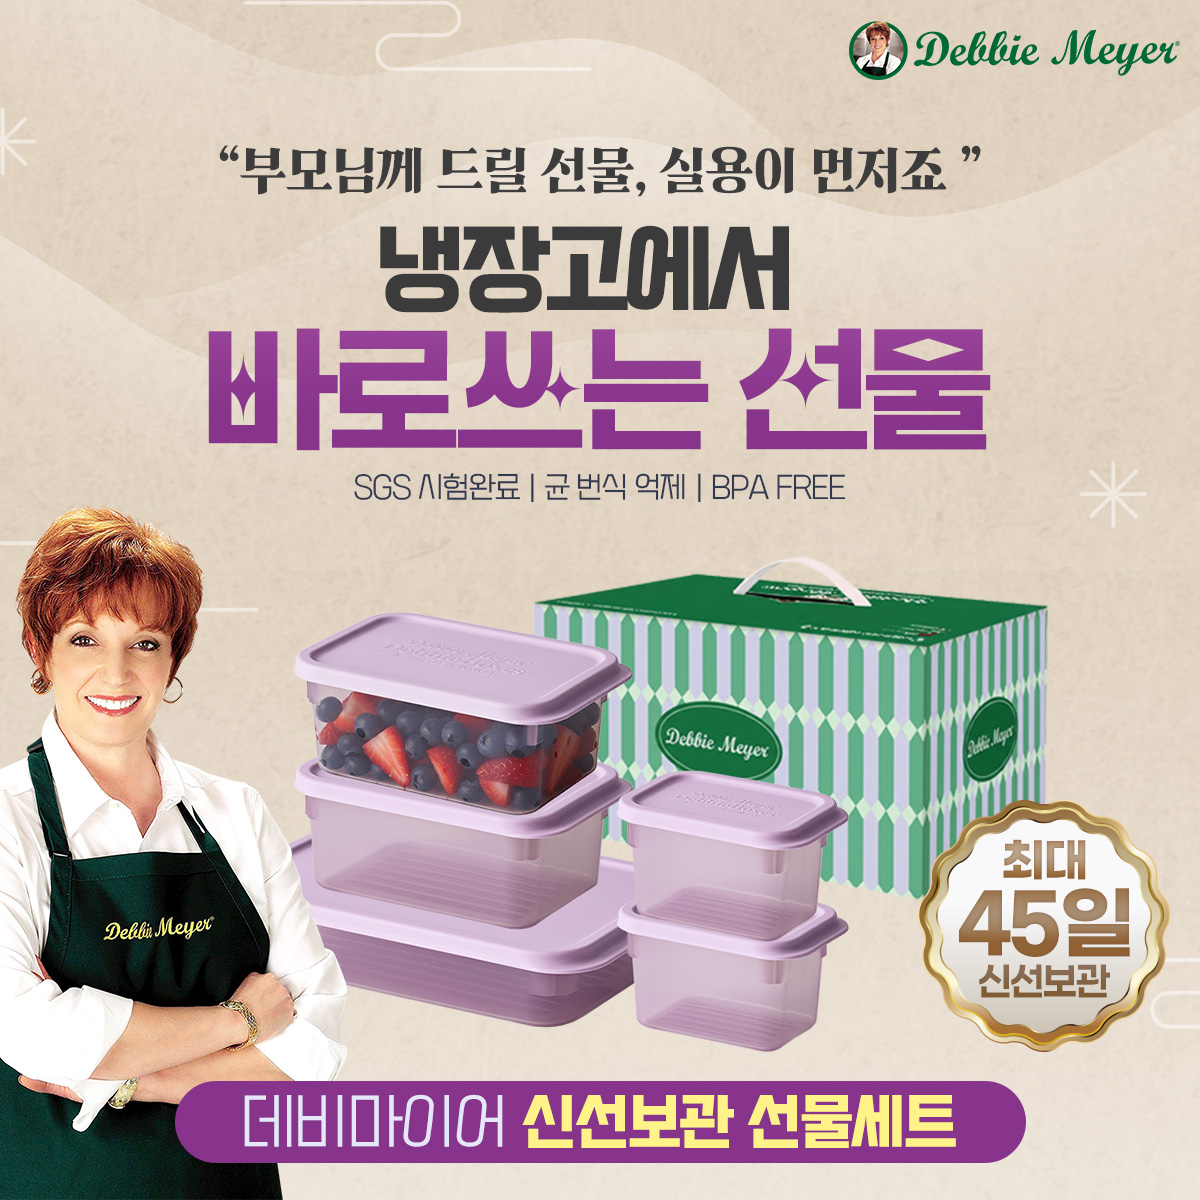 Debbie Meyer®
“부모님께 드릴 선물, 실용이 먼저죠 ”
냉장고에서
바로쓰는 선물
SGS 시험완료 | 균 번식 억제 | BPA FREE
Debbie Meyer
Debbie Meyer
최대
45일
신선보관
Debbie Meyer®
데비마이어 신선보관 선물세트